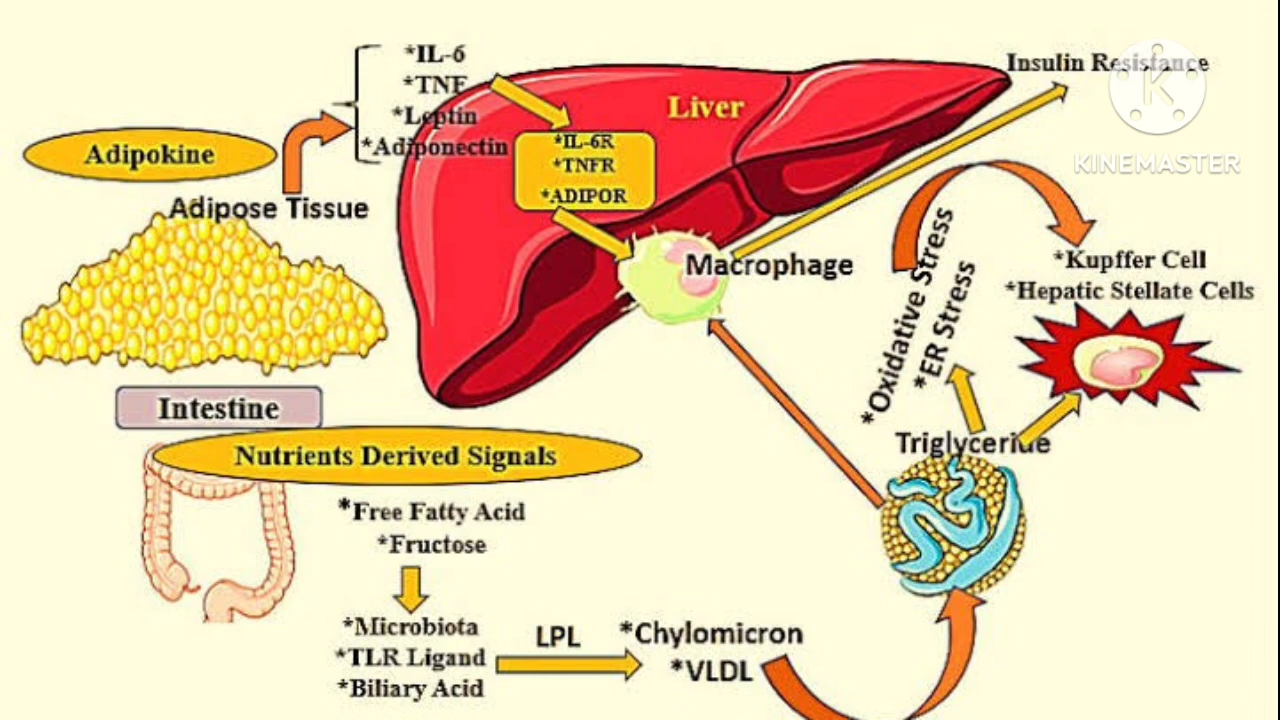 *IL-6
*TNF
*Leptin
*Adiponectin
Adipokine
Adipose Tissue
Liver
*IL-6R
*TNFR
*ADIPOR
Macrophage
Insulin Resistance
K
KINEMASTER
*Oxidative Stress
*ER Stress
*Kupffer Cell
*Hepatic Stellate Cells
Triglyceride
Intestine
Nutrients Derived Signals
*Free Fatty Acid
*Fructose
*Microbiota
*TLR Ligand
*Biliary Acid
LPL
*Chylomicron
*VLDL